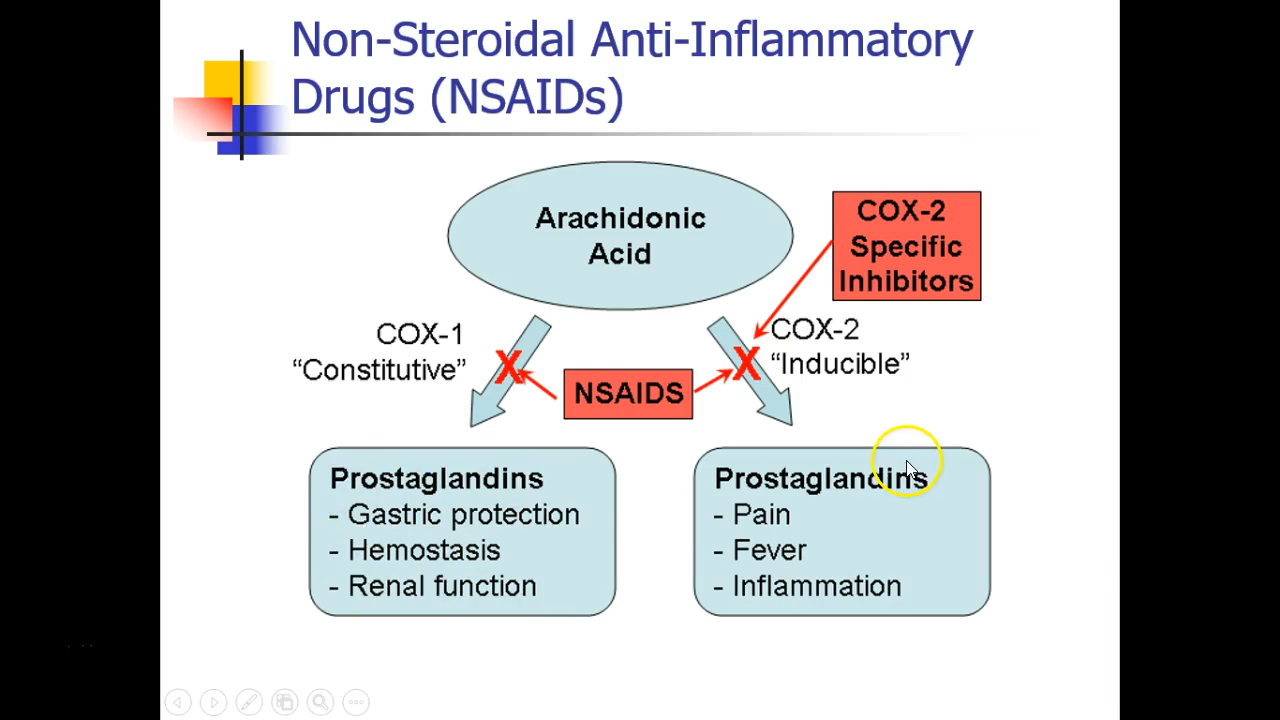 Non-Steroidal Anti-Inflammatory
Drugs (NSAIDs)
Arachidonic
Acid
COX-2
Specific
Inhibitors
COX-1
“Constitutive”
COX-2
“Inducible”
NSAIDS
Prostaglandins
- Gastric protection
- Hemostasis
- Renal function
Prostaglandins
- Pain
- Fever
- Inflammation